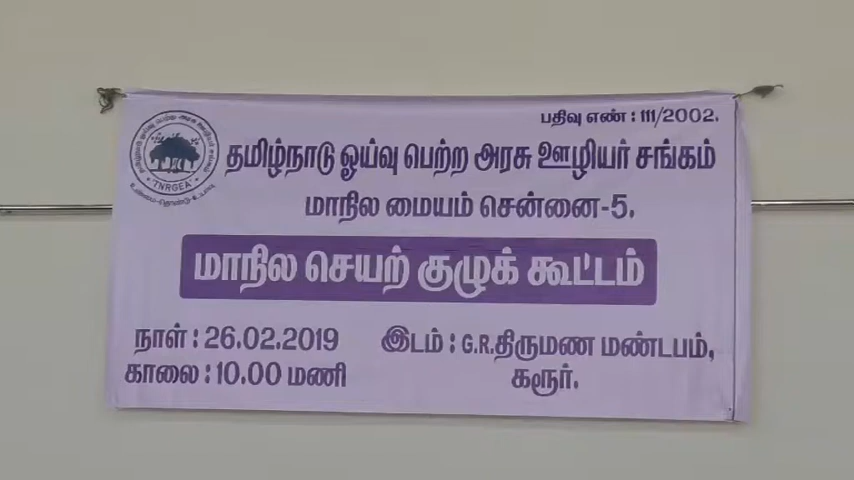 பதிவு எண் : 111/2002.
தமிழ்நாடு ஓய்வு பெற்ற அரசு ஊழியர் சங்கம்
"TNRGEA"
மாநில மையம் சென்னை-5.
மாநில செயற் குழுக் கூட்டம்
நாள் : 26.02.2019
காலை : 10.00 மணி
இடம் : G.R.திருமண மண்டபம்,
கரூர்.